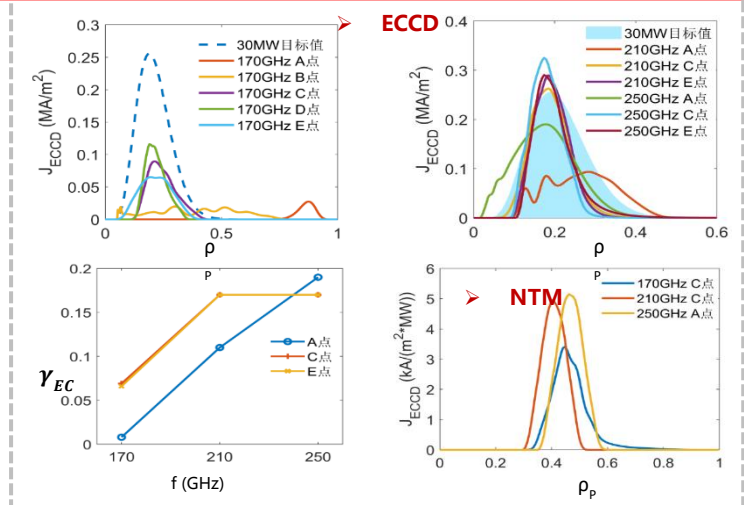 ➤ ECCD
0.3
0.25
0.2
0.15
0.1
0.05
0
J_ECCD (MA/m²)
30MW目标值
170GHz A点
170GHz B点
170GHz C点
170GHz D点
170GHz E点
0 0.5 1
ρ
P
0.4
0.3
0.2
0.1
0
J_ECCD (MA/m²)
30MW目标值
210GHz A点
210GHz C点
210GHz E点
250GHz A点
250GHz C点
250GHz E点
0 0.2 0.4 0.6
ρ
P
0.2
0.15
0.1
0.05
0
γ_EC
A点
C点
E点
170 210 250
f (GHz)
➤ NTM
6
5
4
3
2
1
0
J_ECCD (kA/(m²*MW))
170GHz C点
210GHz C点
250GHz A点
0 0.2 0.4 0.6 0.8 1
ρ_P